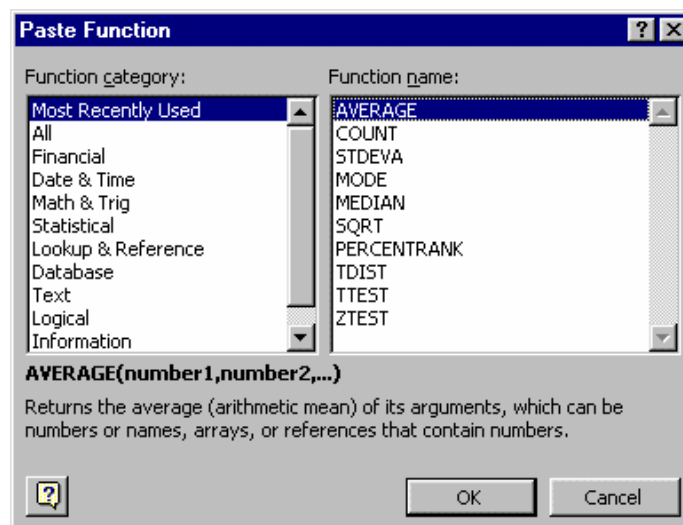 Paste Function
Function category:
Function name:
Most Recently Used
All
Financial
Date & Time
Math & Trig
Statistical
Lookup & Reference
Database
Text
Logical
Information
AVERAGE
COUNT
STDEVA
MODE
MEDIAN
SQRT
PERCENTRANK
TDIST
TTEST
ZTEST
AVERAGE(number1,number2,...)
Returns the average (arithmetic mean) of its arguments, which can be
numbers or names, arrays, or references that contain numbers.
OK
Cancel